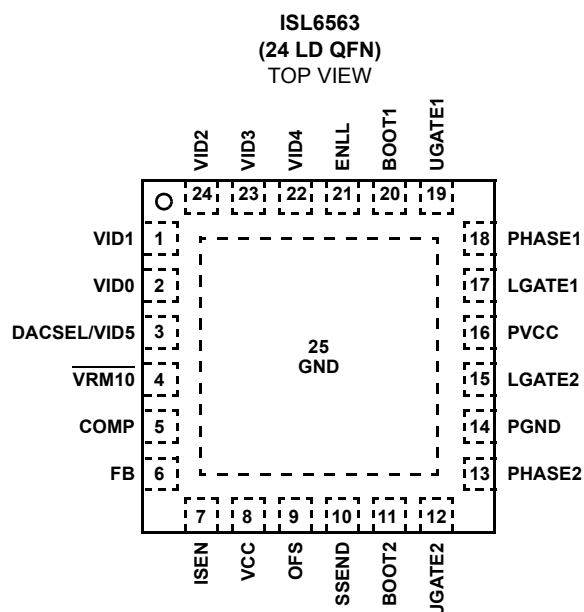 ISL6563
(24 LD QFN)
TOP VIEW
VID2 VID3 VID4 ENLL BOOT1 UGATE1
24 23 22 21 20 19
VID1 1 18 PHASE1
VID0 2 17 LGATE1
DACSEL/VID5 3 16 PVCC
25
GND
VRM10 4 15 LGATE2
COMP 5 14 PGND
FB 6 13 PHASE2
7 8 9 10 11 12
ISEN VCC OFS SSEND BOOT2 UGATE2